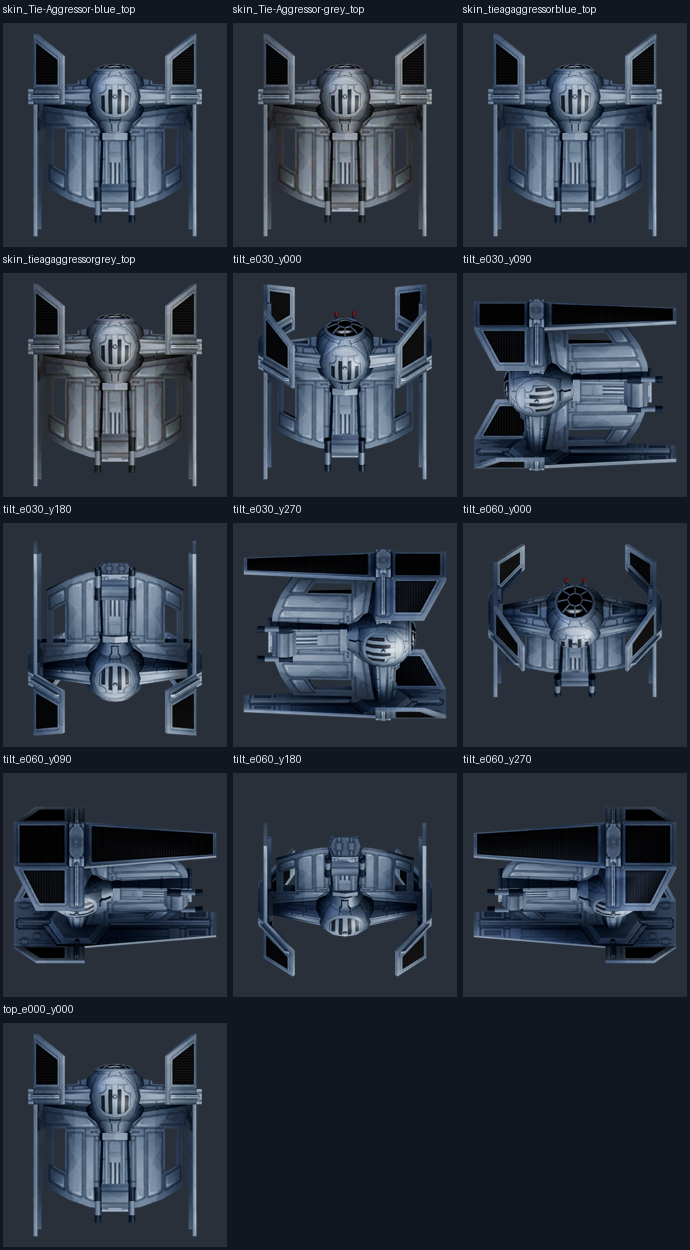 skin_Tie-Aggressor-blue_top
skin_Tie-Aggressor-grey_top
skin_tieagaggressorblue_top
skin_tieagaggressorgrey_top
tilt_e030_y000
tilt_e030_y090
tilt_e030_y180
tilt_e030_y270
tilt_e060_y000
tilt_e060_y090
tilt_e060_y180
tilt_e060_y270
top_e000_y000